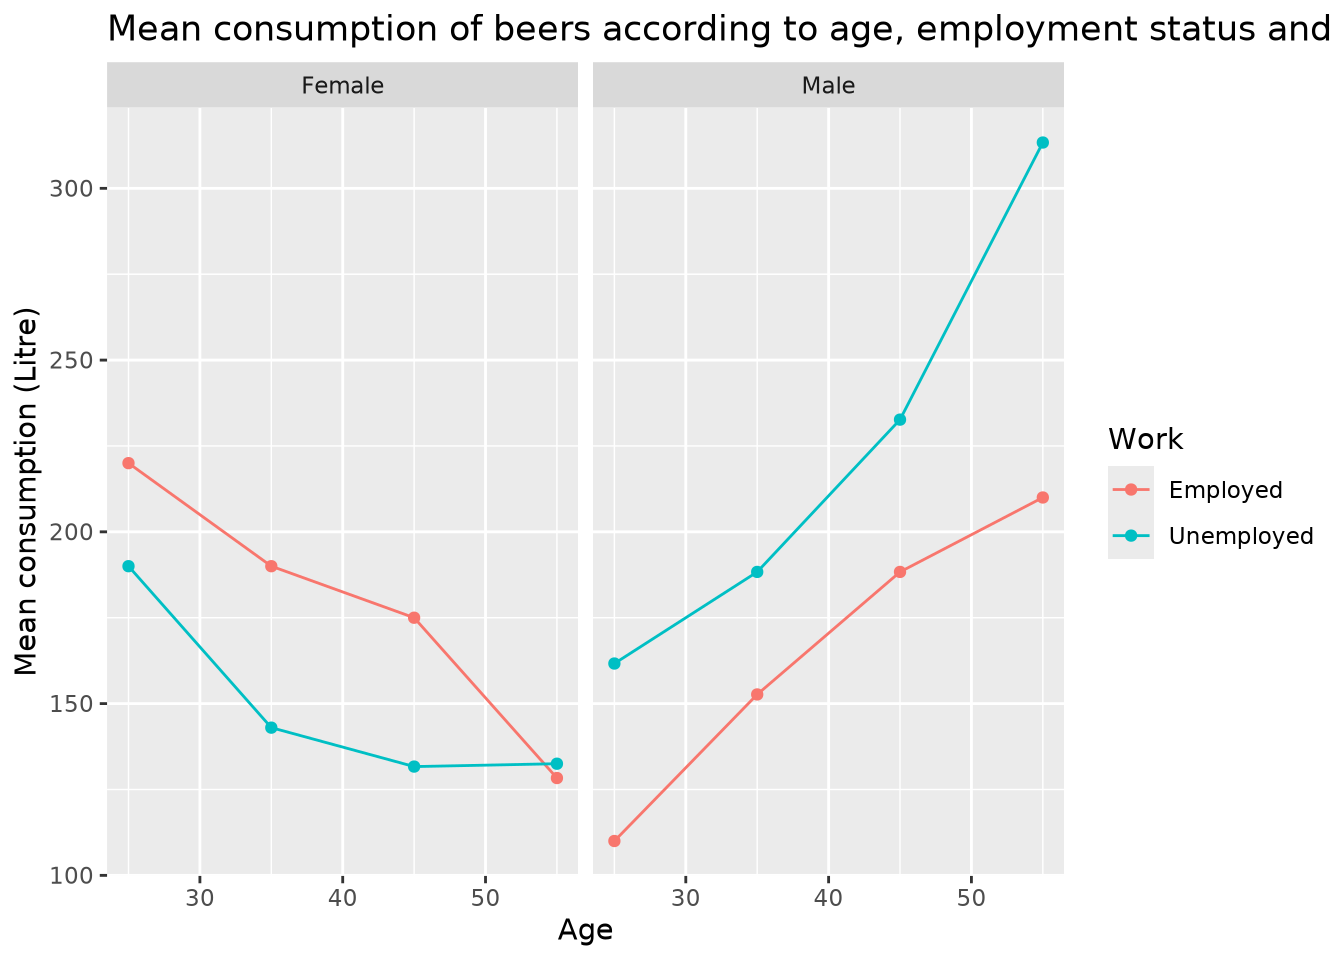 Mean consumption of beers according to age, employment status and
Female
Male
300
250
200
150
100
Mean consumption (Litre)
30
40
50
30
40
50
Age
Work
Employed
Unemployed